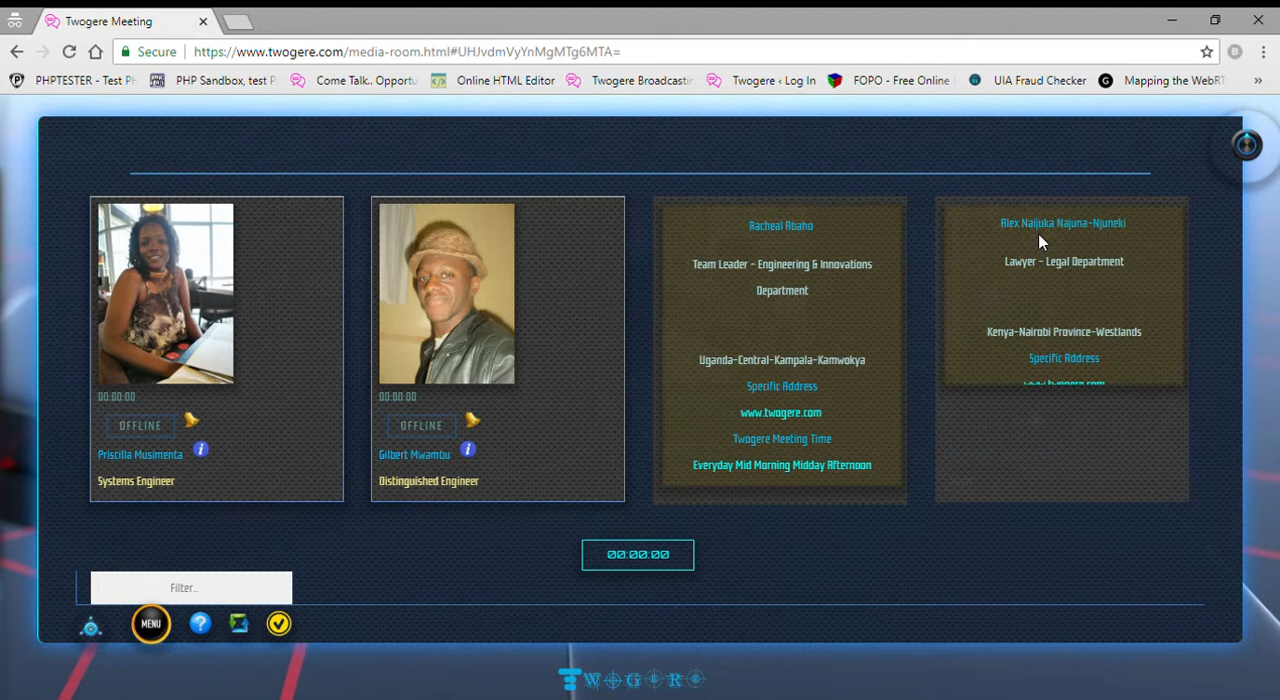 Twogere Meeting
Secure https://www.twogere.com/media-room.html#UHJvdmVyYnMgMTg6MTA=
B
PHPTESTER - Test PH
PHP Sandbox, test P
Come Talk.. Opportu
Online HTML Editor
Twogere Broadcastin
Twogere ‹ Log In
FOPO - Free Online
UIA Fraud Checker
Mapping the WebRT
»
00:00:00
OFFLINE
Priscilla Musimenta
Systems Engineer
00:00:00
OFFLINE
Gilbert Mwambu
Distinguished Engineer
Racheal Abaho
Team Leader - Engineering & Innovations
Department
Uganda-Central-Kampala-Kamwokya
Specific Address
www.twogere.com
Twogere Meeting Time
Everyday Mid Morning Midday Afternoon
Alex Naijuka Najuna-Njuneki
Lawyer - Legal Department
Kenya-Nairobi Province-Westlands
Specific Address
www.twogere.com
00:00:00
Filter..
MENU
TWOGERE